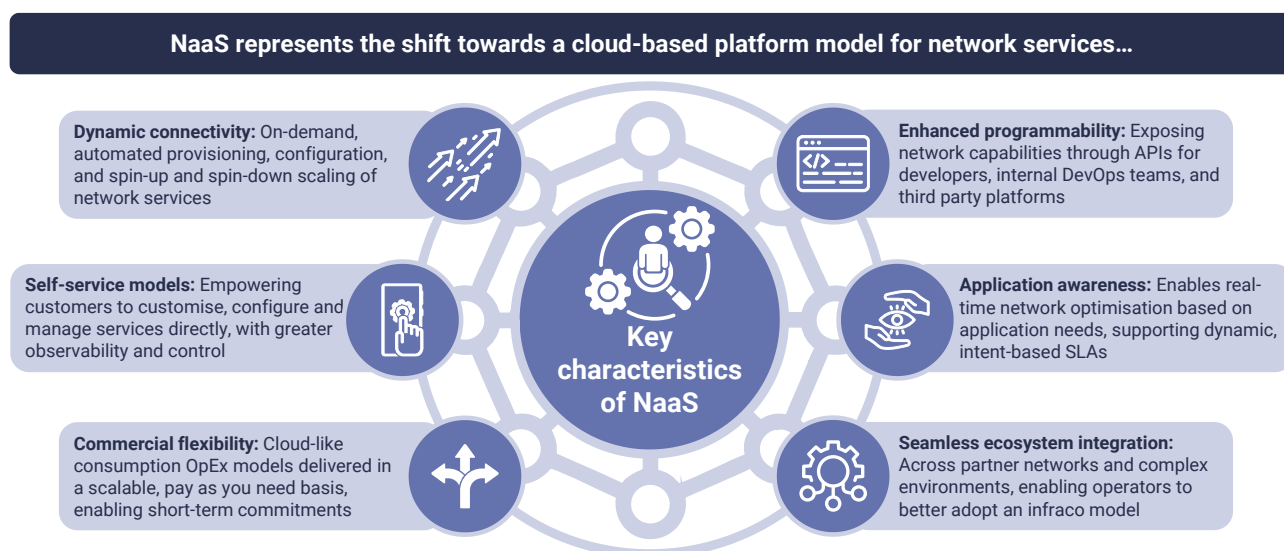 NaaS represents the shift towards a cloud-based platform model for network services…
Dynamic connectivity: On-demand,
automated provisioning, configuration,
and spin-up and spin-down scaling of
network services
Enhanced programmability: Exposing
network capabilities through APIs for
developers, internal DevOps teams, and
third party platforms
Self-service models: Empowering
customers to customise, configure and
manage services directly, with greater
observability and control
Key
characteristics
of NaaS
Application awareness: Enables real-
time network optimisation based on
application needs, supporting dynamic,
intent-based SLAs
Commercial flexibility: Cloud-like
consumption OpEx models delivered in
a scalable, pay as you need basis,
enabling short-term commitments
Seamless ecosystem integration:
Across partner networks and complex
environments, enabling operators to
better adopt an infraco model